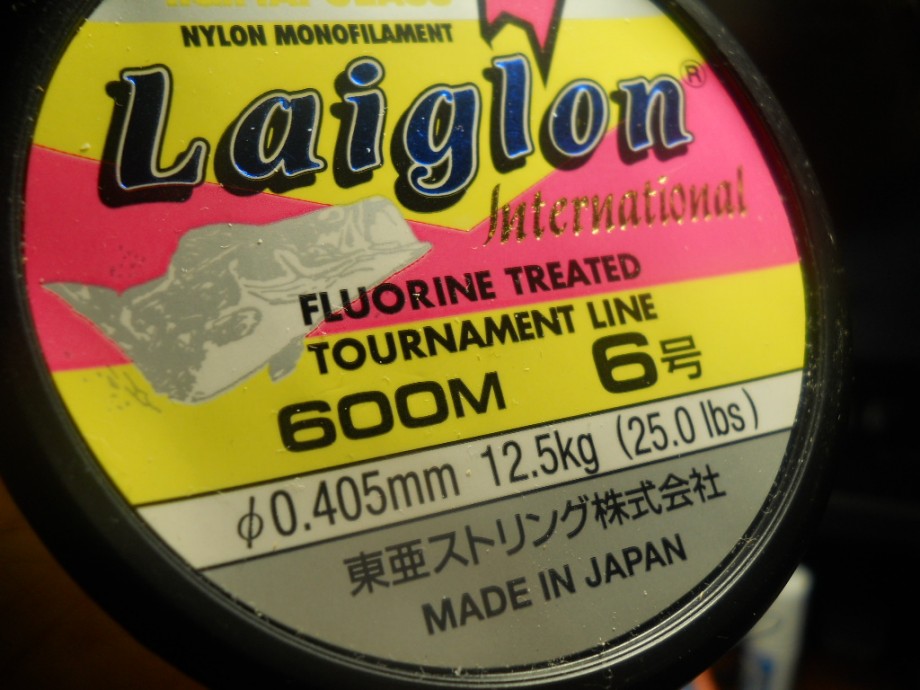 NYLON MONOFILAMENT
Laiglon®
International
FLUORINE TREATED
TOURNAMENT LINE
600M 6号
φ0.405mm 12.5kg (25.0 lbs)
東亜ストリング株式会社
MADE IN JAPAN